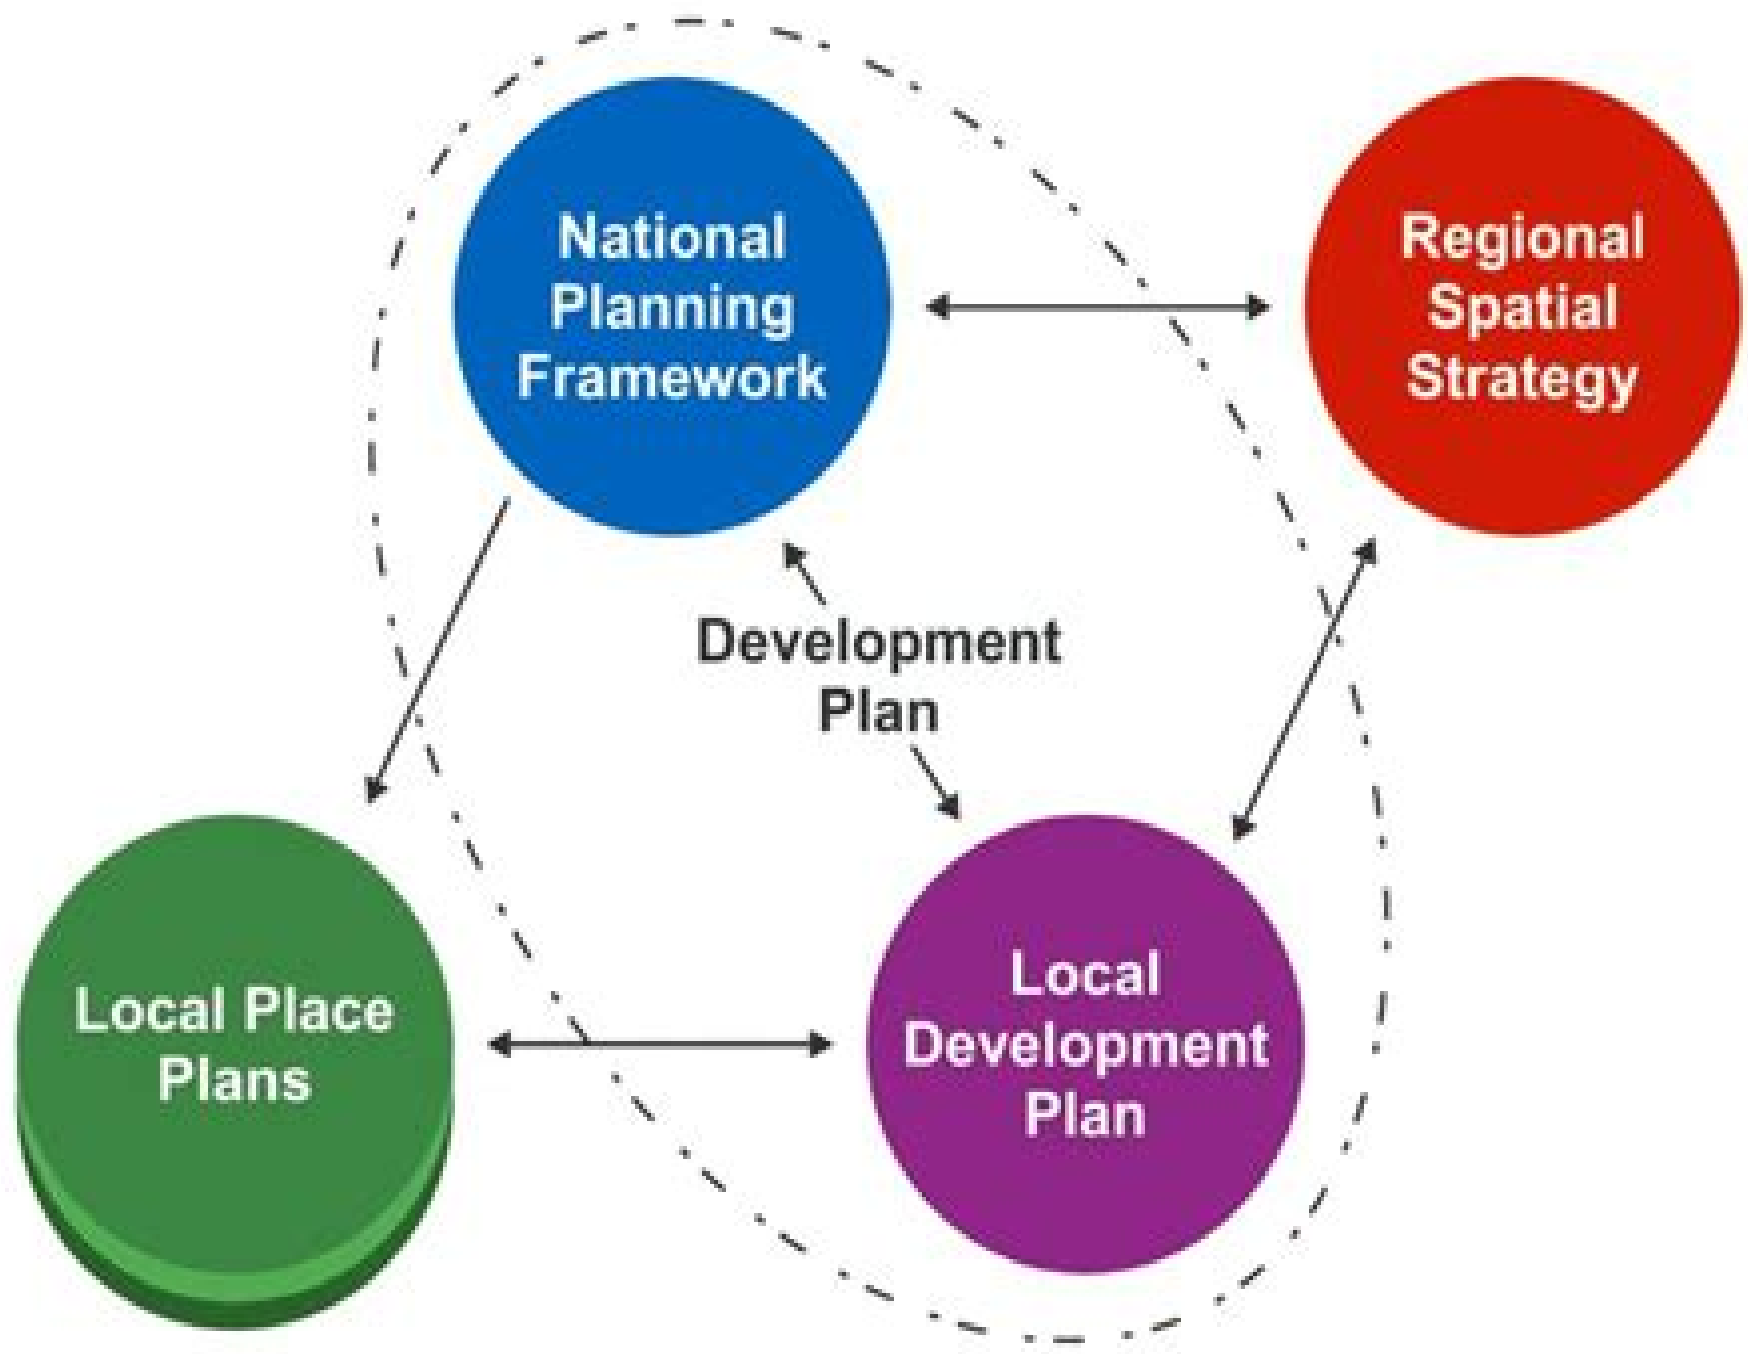 National
Planning
Framework
Regional
Spatial
Strategy
Development
Plan
Local Place
Plans
Local
Development
Plan